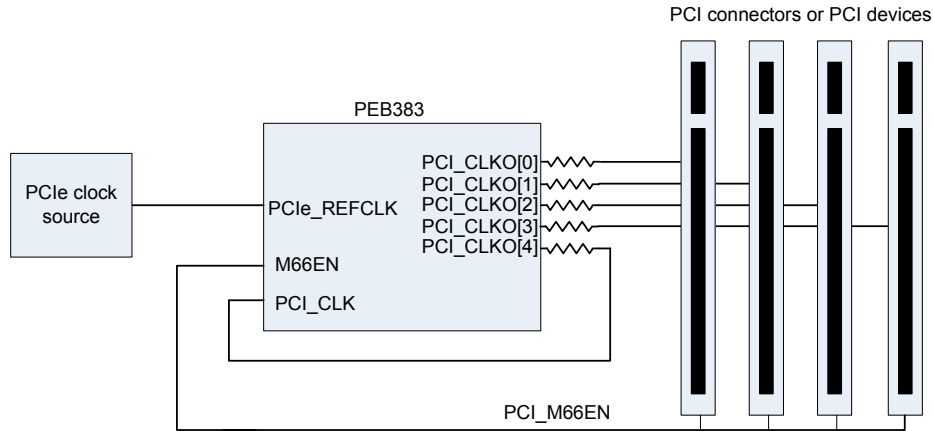 PCI connectors or PCI devices
PEB383
PCIe clock
source
PCIe_REFCLK
M66EN
PCI_CLK
PCI_CLKO[0]
PCI_CLKO[1]
PCI_CLKO[2]
PCI_CLKO[3]
PCI_CLKO[4]
PCI_M66EN